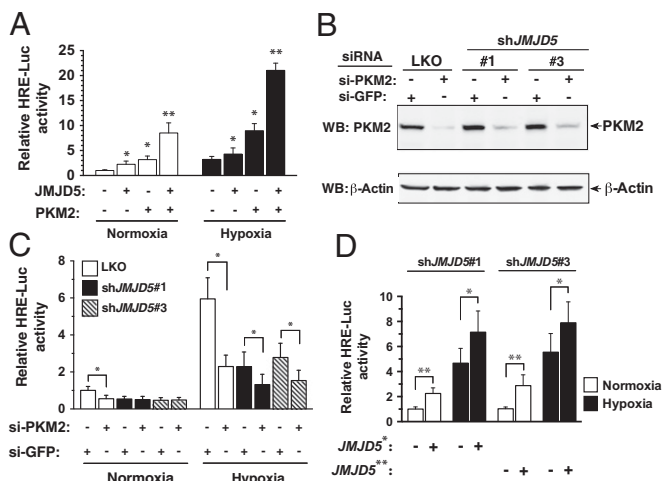 A
Relative HRE-Luc
activity
25
20
15
10
5
0
* * ** * * **
JMJD5: - + - + - + - +
PKM2: - - + + - - + +
Normoxia Hypoxia
B
shJMJD5
siRNA LKO #1 #3
si-PKM2: - + - + - +
si-GFP: + - + - + -
WB: PKM2 PKM2
WB: β-Actin β-Actin
C
Relative HRE-Luc
activity
8
6
4
2
0
LKO
shJMJD5#1
shJMJD5#3
* * * *
si-PKM2: - + - + - + - + - + - +
si-GFP: + - + - + - + - + - + -
Normoxia Hypoxia
D
shJMJD5#1 shJMJD5#3
Relative HRE-Luc
activity
10
8
6
4
2
0
** * ** *
Normoxia
Hypoxia
JMJD5*: - + - +
JMJD5**: - + - +